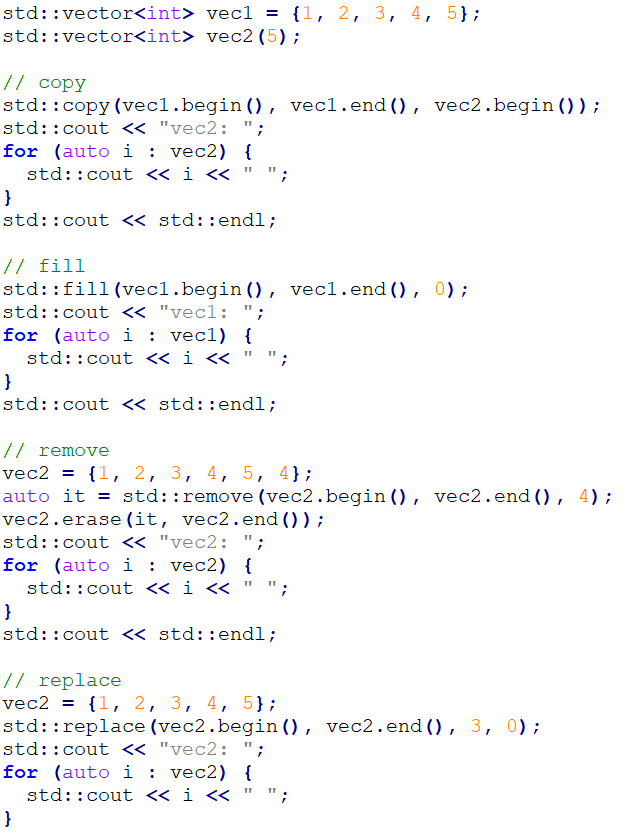 std::vector<int> vec1 = {1, 2, 3, 4, 5};
std::vector<int> vec2(5);

// copy
std::copy(vec1.begin(), vec1.end(), vec2.begin());
std::cout << "vec2: ";
for (auto i : vec2) {
  std::cout << i << " ";
}
std::cout << std::endl;

// fill
std::fill(vec1.begin(), vec1.end(), 0);
std::cout << "vec1: ";
for (auto i : vec1) {
  std::cout << i << " ";
}
std::cout << std::endl;

// remove
vec2 = {1, 2, 3, 4, 5, 4};
auto it = std::remove(vec2.begin(), vec2.end(), 4);
vec2.erase(it, vec2.end());
std::cout << "vec2: ";
for (auto i : vec2) {
  std::cout << i << " ";
}
std::cout << std::endl;

// replace
vec2 = {1, 2, 3, 4, 5};
std::replace(vec2.begin(), vec2.end(), 3, 0);
std::cout << "vec2: ";
for (auto i : vec2) {
  std::cout << i << " ";
}